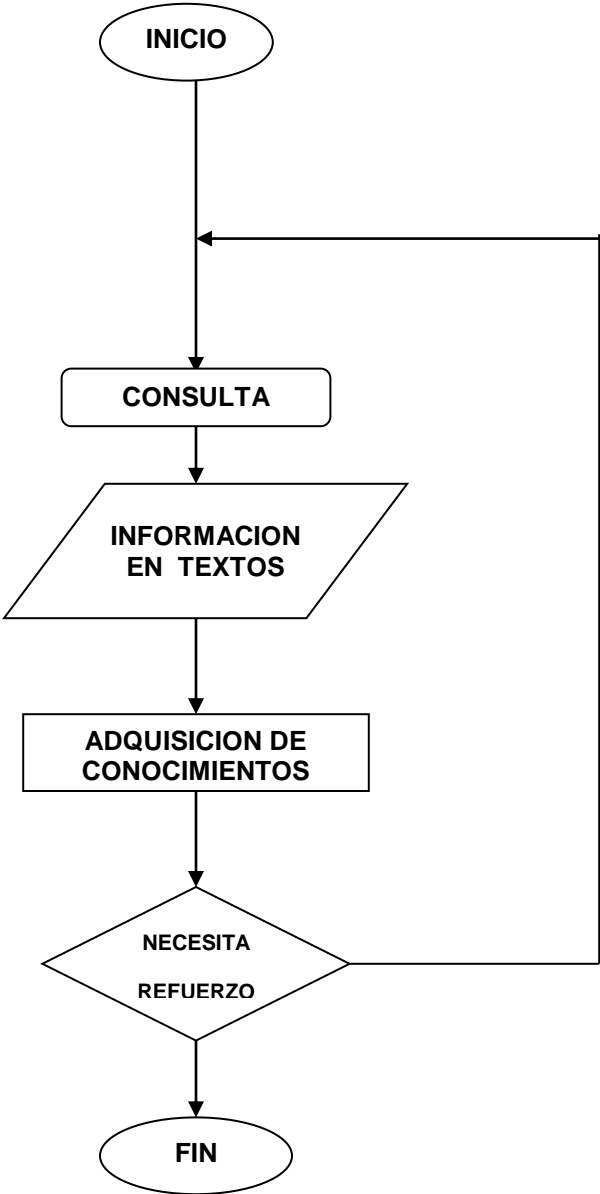 INICIO
CONSULTA
INFORMACION
EN TEXTOS
ADQUISICION DE
CONOCIMIENTOS
NECESITA
REFUERZO
FIN